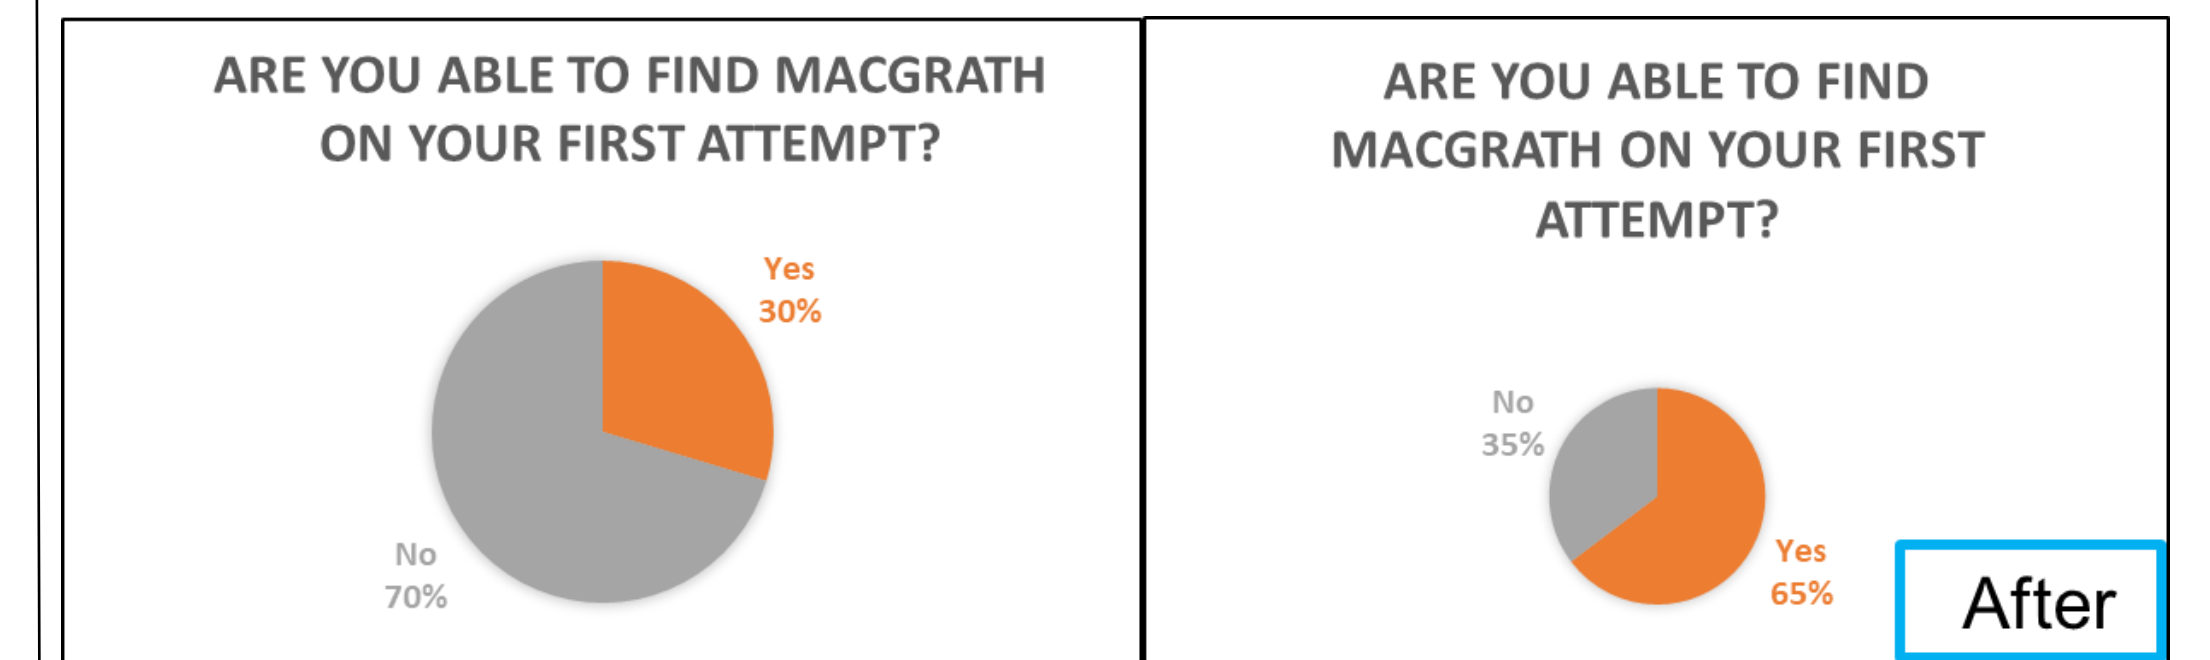 ARE YOU ABLE TO FIND MACGRATH
ON YOUR FIRST ATTEMPT?
Yes
30%
No
70%
ARE YOU ABLE TO FIND
MACGRATH ON YOUR FIRST
ATTEMPT?
No
35%
Yes
65%
After